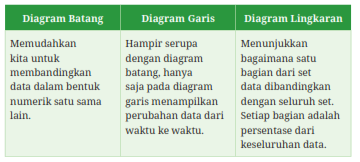 Diagram Batang
Diagram Garis
Diagram Lingkaran
Memudahkan
kita untuk
membandingkan
data dalam bentuk
numerik satu sama
lain.
Hampir serupa
dengan diagram
batang, hanya
saja pada diagram
garis menampilkan
perubahan data dari
waktu ke waktu.
Menunjukkan
bagaimana satu
bagian dari set
data dibandingkan
dengan seluruh set.
Setiap bagian adalah
persentase dari
keseluruhan data.